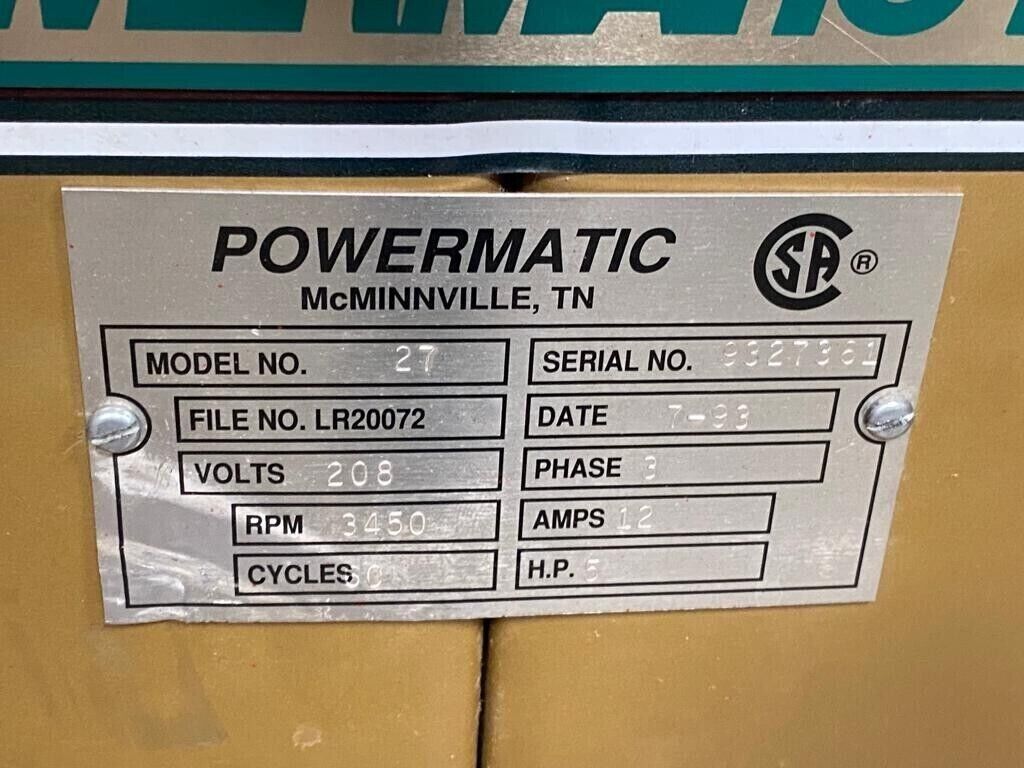 POWERMATIC
McMINNVILLE, TN
SA ®
MODEL NO. 27
SERIAL NO. 9327361
FILE NO. LR20072
DATE 7-93
VOLTS 208
PHASE 3
RPM 3450
AMPS 12
CYCLES 60
H.P. 5